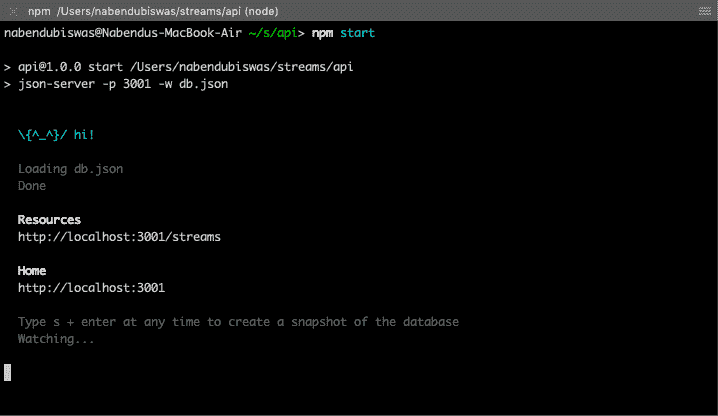 npm  /Users/nabendubiswas/streams/api (node)
nabendubiswas@Nabendus-MacBook-Air ~/s/api> npm start
> api@1.0.0 start /Users/nabendubiswas/streams/api
> json-server -p 3001 -w db.json
\{^_^}/ hi!
Loading db.json
Done
Resources
http://localhost:3001/streams
Home
http://localhost:3001
Type s + enter at any time to create a snapshot of the database
Watching...